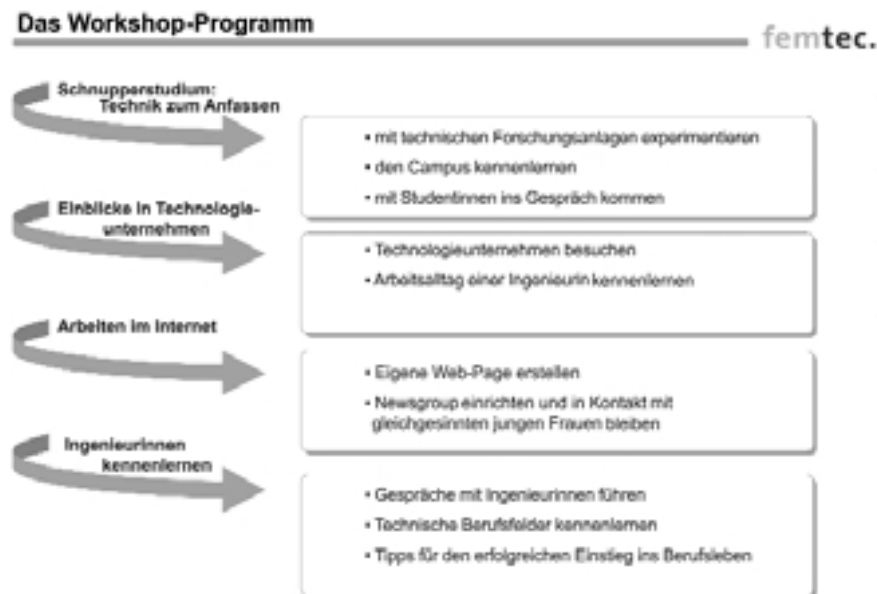 Das Workshop-Programm
femtec.
Schnupperstudium:
Technik zum Anfassen
• mit technischen Forschungsanlagen experimentieren
• den Campus kennenlernen
• mit Studentinnen ins Gespräch kommen
Einblicke in Technologie-
unternehmen
• Technologieunternehmen besuchen
• Arbeitsalltag einer Ingenieurin kennenlernen
Arbeiten im Internet
• Eigene Web-Page erstellen
• Newsgroup einrichten und in Kontakt mit
gleichgesinnten jungen Frauen bleiben
Ingenieurinnen
kennenlernen
• Gespräche mit Ingenieurinnen führen
• Technische Berufsfelder kennenlernen
• Tipps für den erfolgreichen Einstieg ins Berufsleben